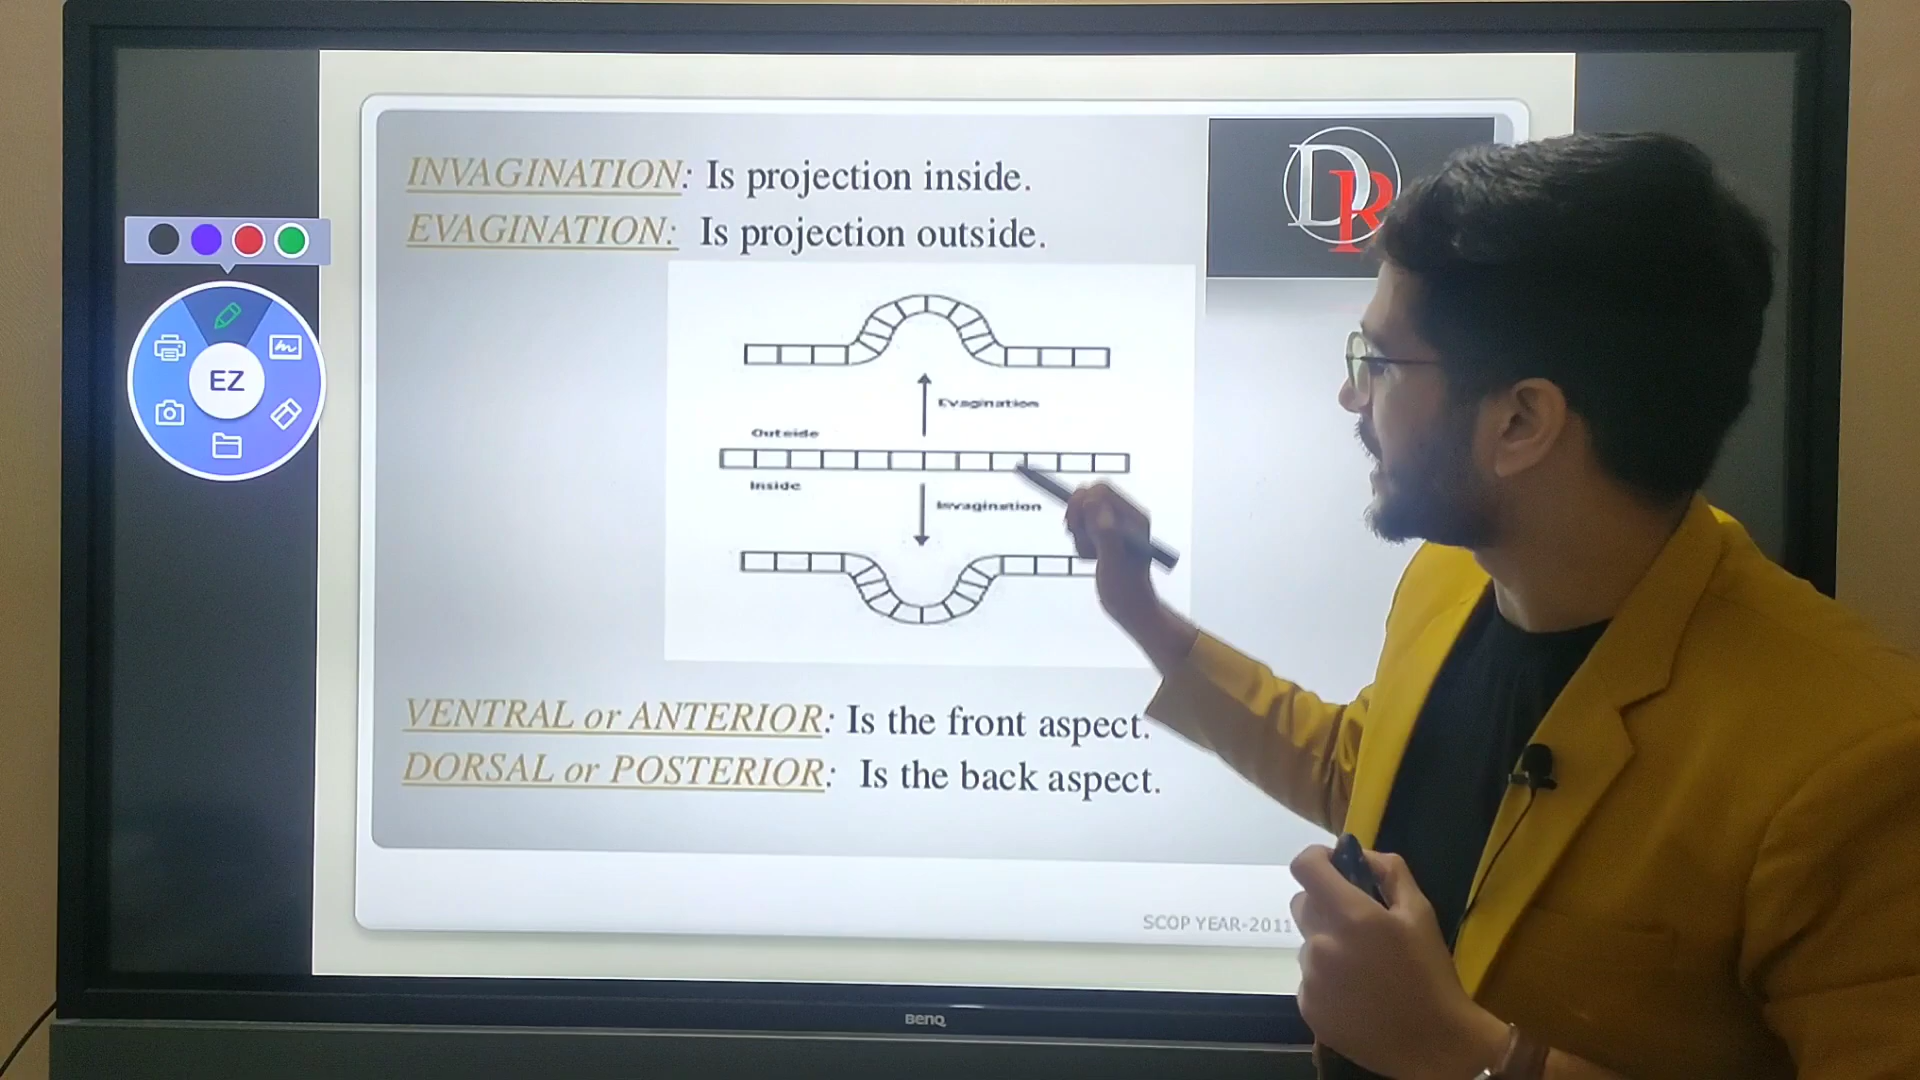 INVAGINATION: Is projection inside.
EVAGINATION: Is projection outside.
DR
EZ
Evagination
Outside
Inside
Invagination
VENTRAL or ANTERIOR: Is the front aspect.
DORSAL or POSTERIOR: Is the back aspect.
SCOP YEAR-2011
BenQ